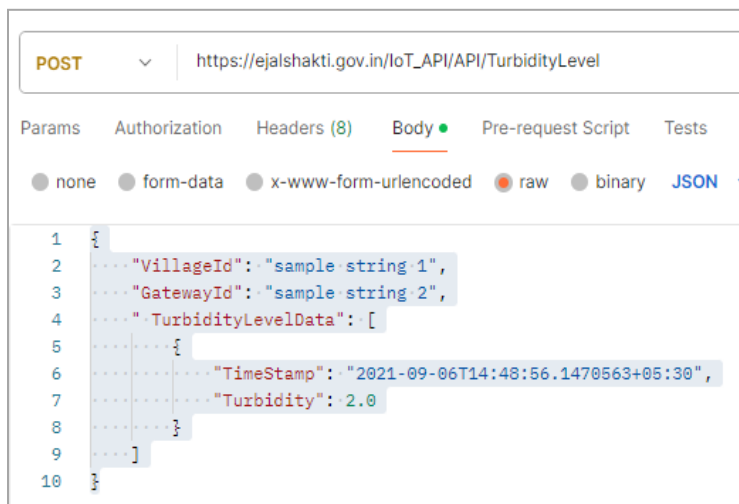 POST https://ejalshakti.gov.in/IoT_API/API/TurbidityLevel
Params Authorization Headers (8) Body Pre-request Script Tests
none form-data x-www-form-urlencoded raw binary JSON
1 {
2 "VillageId": "sample string 1",
3 "GatewayId": "sample string 2",
4 " TurbidityLevelData": [
5 {
6 "TimeStamp": "2021-09-06T14:48:56.1470563+05:30",
7 "Turbidity": 2.0
8 }
9 ]
10 }